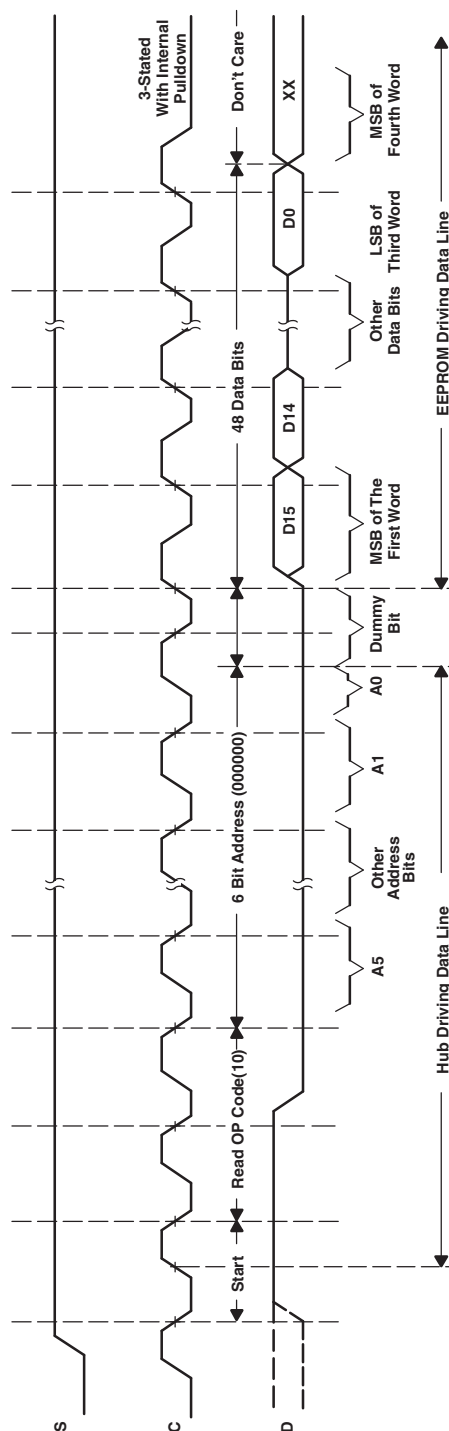 S
C
D
3-Stated
With Internal
Pulldown
Start
Read OP Code(10)
6 Bit Address (000000)
48 Data Bits
Don't Care
D15
D14
D0
XX
A5
Other
Address
Bits
A1
A0
Dummy
Bit
MSB of The
First Word
Other
Data Bits
LSB of
Third Word
MSB of
Fourth Word
Hub Driving Data Line
EEPROM Driving Data Line